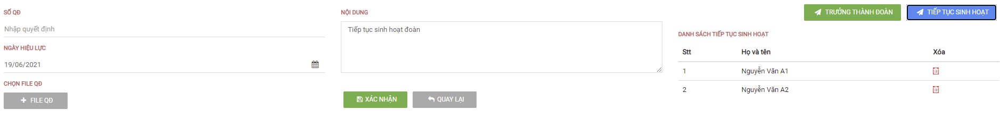 SỐ QĐ
Nhập quyết định
NGÀY HIỆU LỰC
19/06/2021
CHỌN FILE QĐ
FILE QĐ
NỘI DUNG
Tiếp tục sinh hoạt đoàn
XÁC NHẬN
QUAY LẠI
TRƯỞNG THÀNH ĐOÀN
TIẾP TỤC SINH HOẠT
DANH SÁCH TIẾP TỤC SINH HOẠT
Stt Họ và tên Xóa
1 Nguyễn Văn A1
2 Nguyễn Văn A2